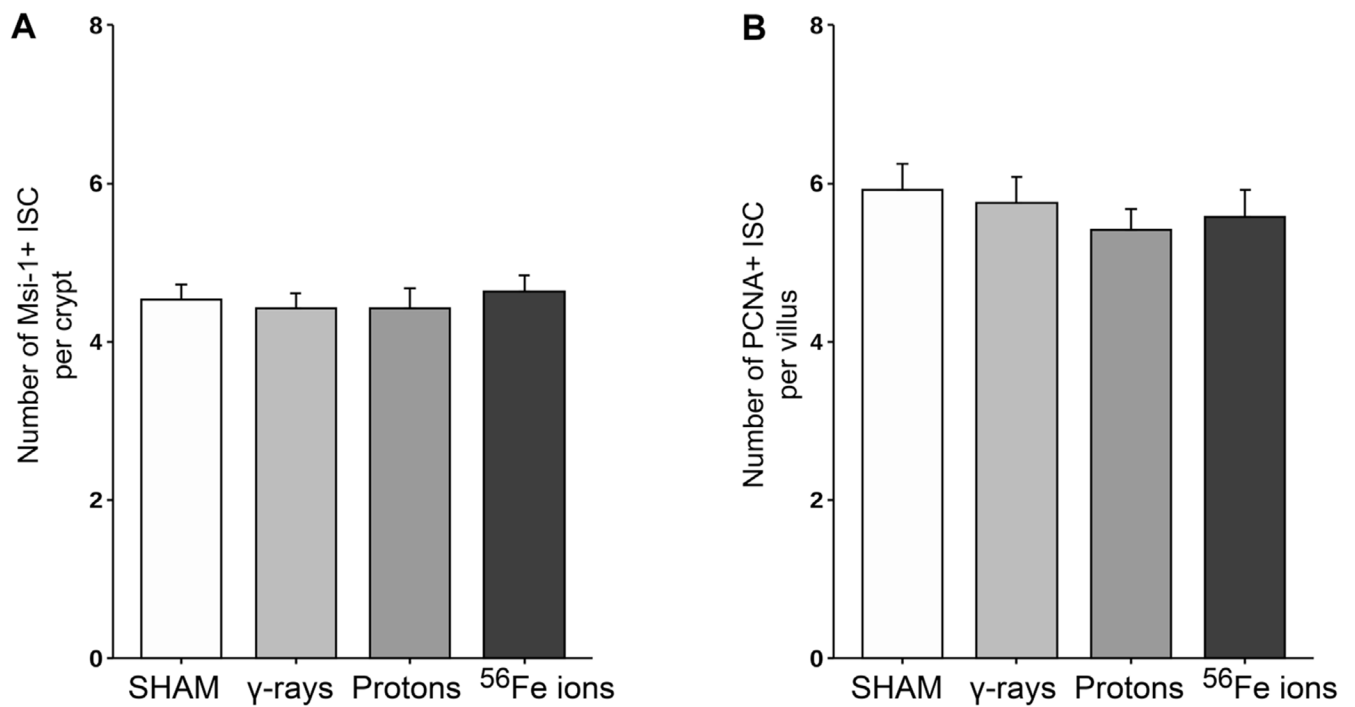 A
Number of Msi-1+ ISC
per crypt
8
6
4
2
0
SHAM γ-rays Protons ⁵⁶Fe ions
B
Number of PCNA+ ISC
per villus
8
6
4
2
0
SHAM γ-rays Protons ⁵⁶Fe ions